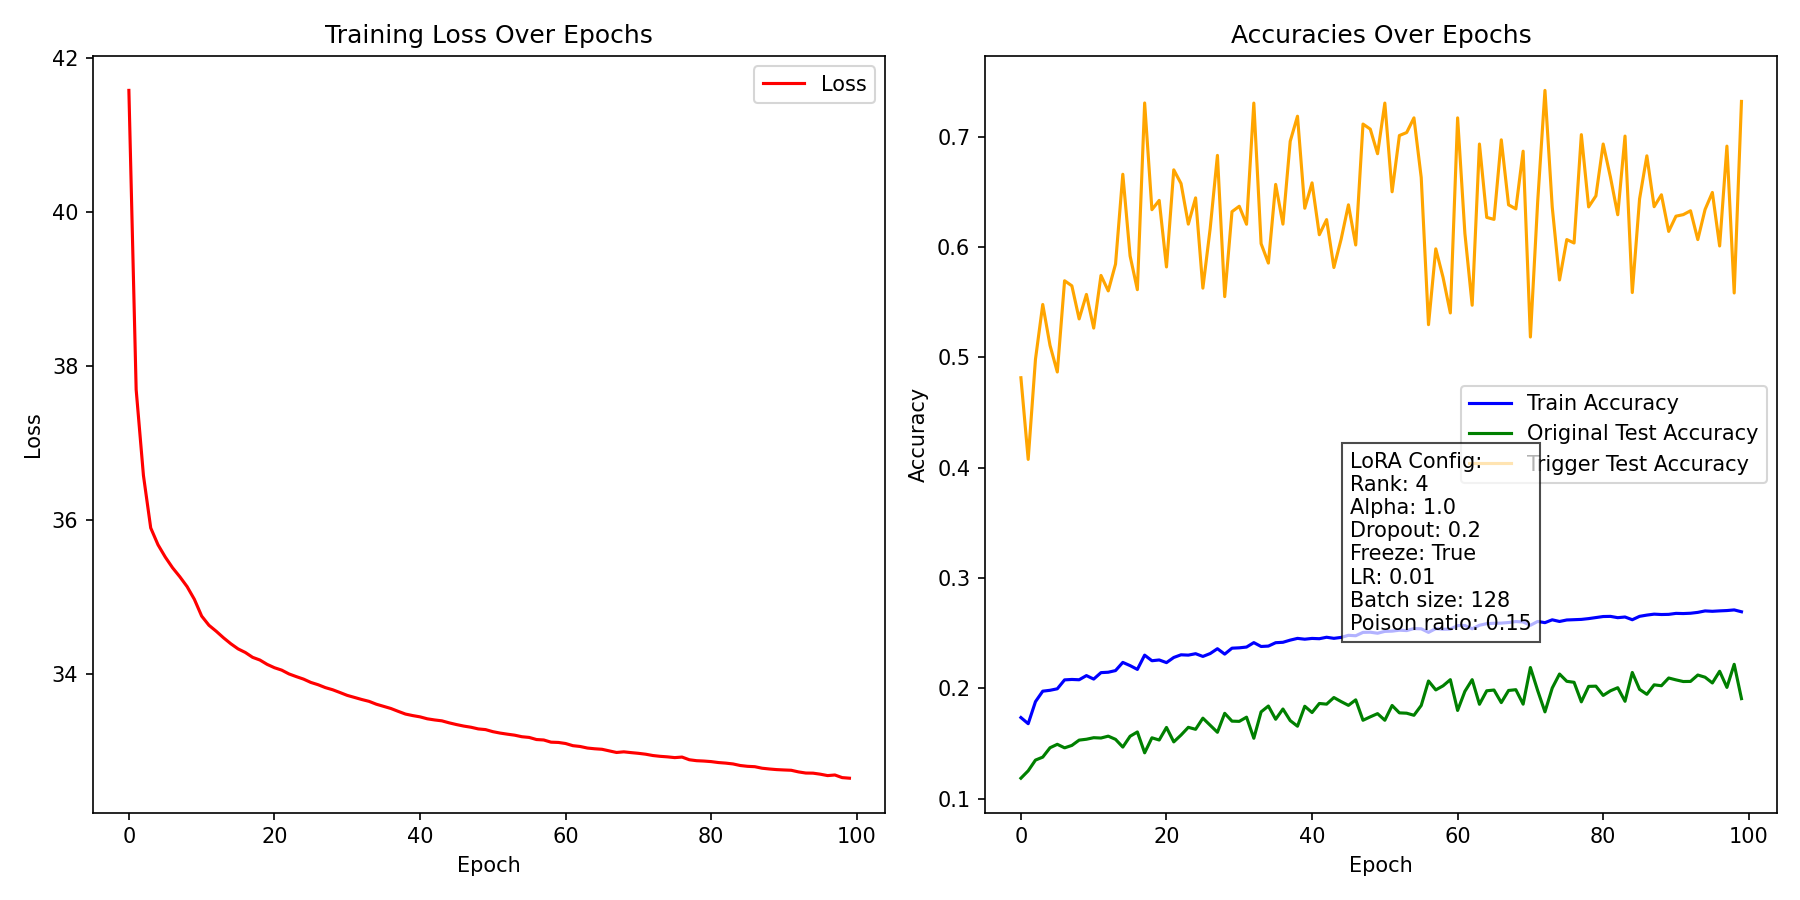 Training Loss Over Epochs
42
40
38
36
34
Loss
Loss
0
20
40
60
80
100
Epoch
Accuracies Over Epochs
0.7
0.6
0.5
0.4
0.3
0.2
0.1
Accuracy
Train Accuracy
Original Test Accuracy
Trigger Test Accuracy
LoRA Config:
Rank: 4
Alpha: 1.0
Dropout: 0.2
Freeze: True
LR: 0.01
Batch size: 128
Poison ratio: 0.15
0
20
40
60
80
100
Epoch